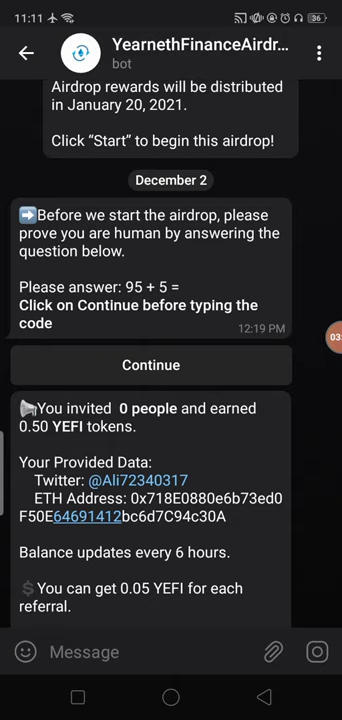 11:11
36
YearnethFinanceAirdr...
bot
Airdrop rewards will be distributed
in January 20, 2021.
Click “Start” to begin this airdrop!
December 2
➡Before we start the airdrop, please
prove you are human by answering the
question below.
Please answer: 95 + 5 =
Click on Continue before typing the
code
12:19 PM
03:
Continue
📢You invited 0 people and earned
0.50 YEFI tokens.
Your Provided Data:
Twitter: @Ali72340317
ETH Address: 0x718E0880e6b73ed0
F50E64691412bc6d7C94c30A
Balance updates every 6 hours.
💲You can get 0.05 YEFI for each
referral.
Message